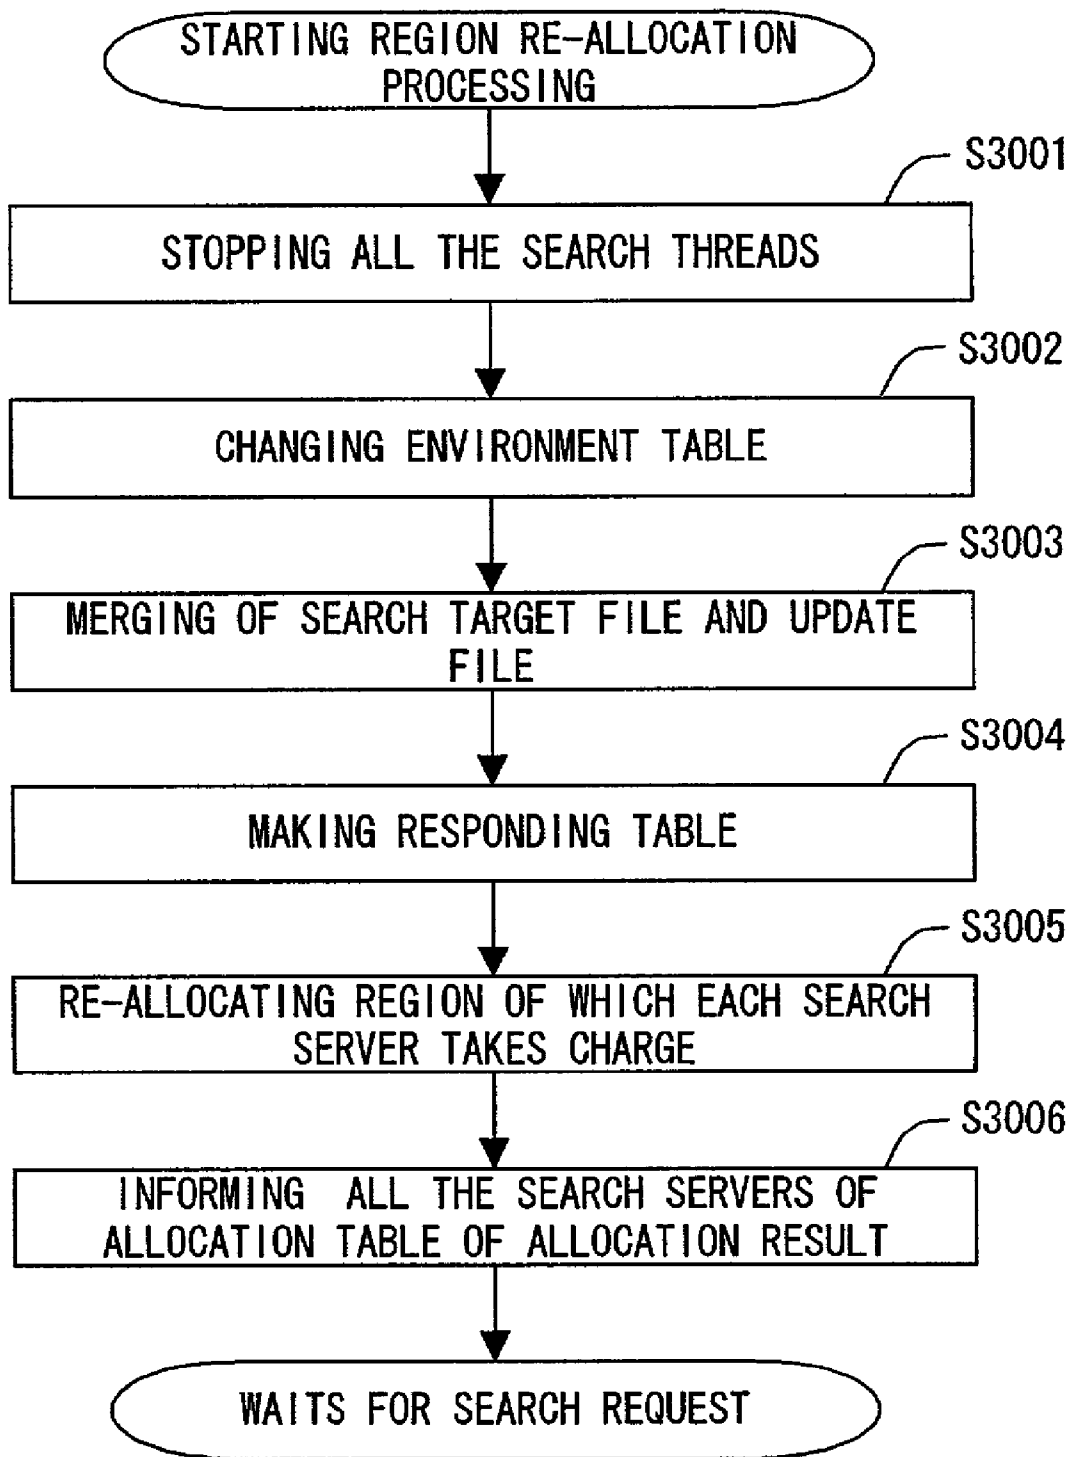 STARTING REGION RE-ALLOCATION
PROCESSING
S3001
STOPPING ALL THE SEARCH THREADS
S3002
CHANGING ENVIRONMENT TABLE
S3003
MERGING OF SEARCH TARGET FILE AND UPDATE
FILE
S3004
MAKING RESPONDING TABLE
S3005
RE-ALLOCATING REGION OF WHICH EACH SEARCH
SERVER TAKES CHARGE
S3006
INFORMING ALL THE SEARCH SERVERS OF
ALLOCATION TABLE OF ALLOCATION RESULT
WAITS FOR SEARCH REQUEST